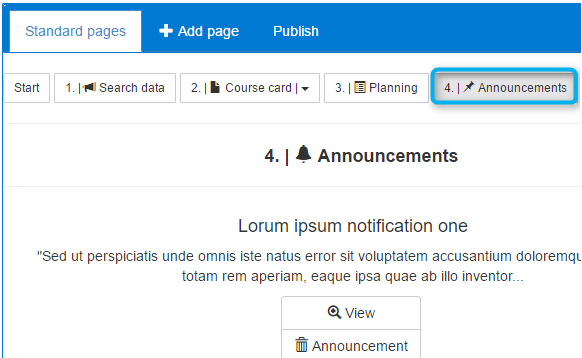 Standard pages Add page Publish
Start 1. | Search data 2. | Course card | 3. | Planning 4. | Announcements
4. | Announcements
Lorum ipsum notification one
"Sed ut perspiciatis unde omnis iste natus error sit voluptatem accusantium doloremqu
totam rem aperiam, eaque ipsa quae ab illo inventor...
View
Announcement